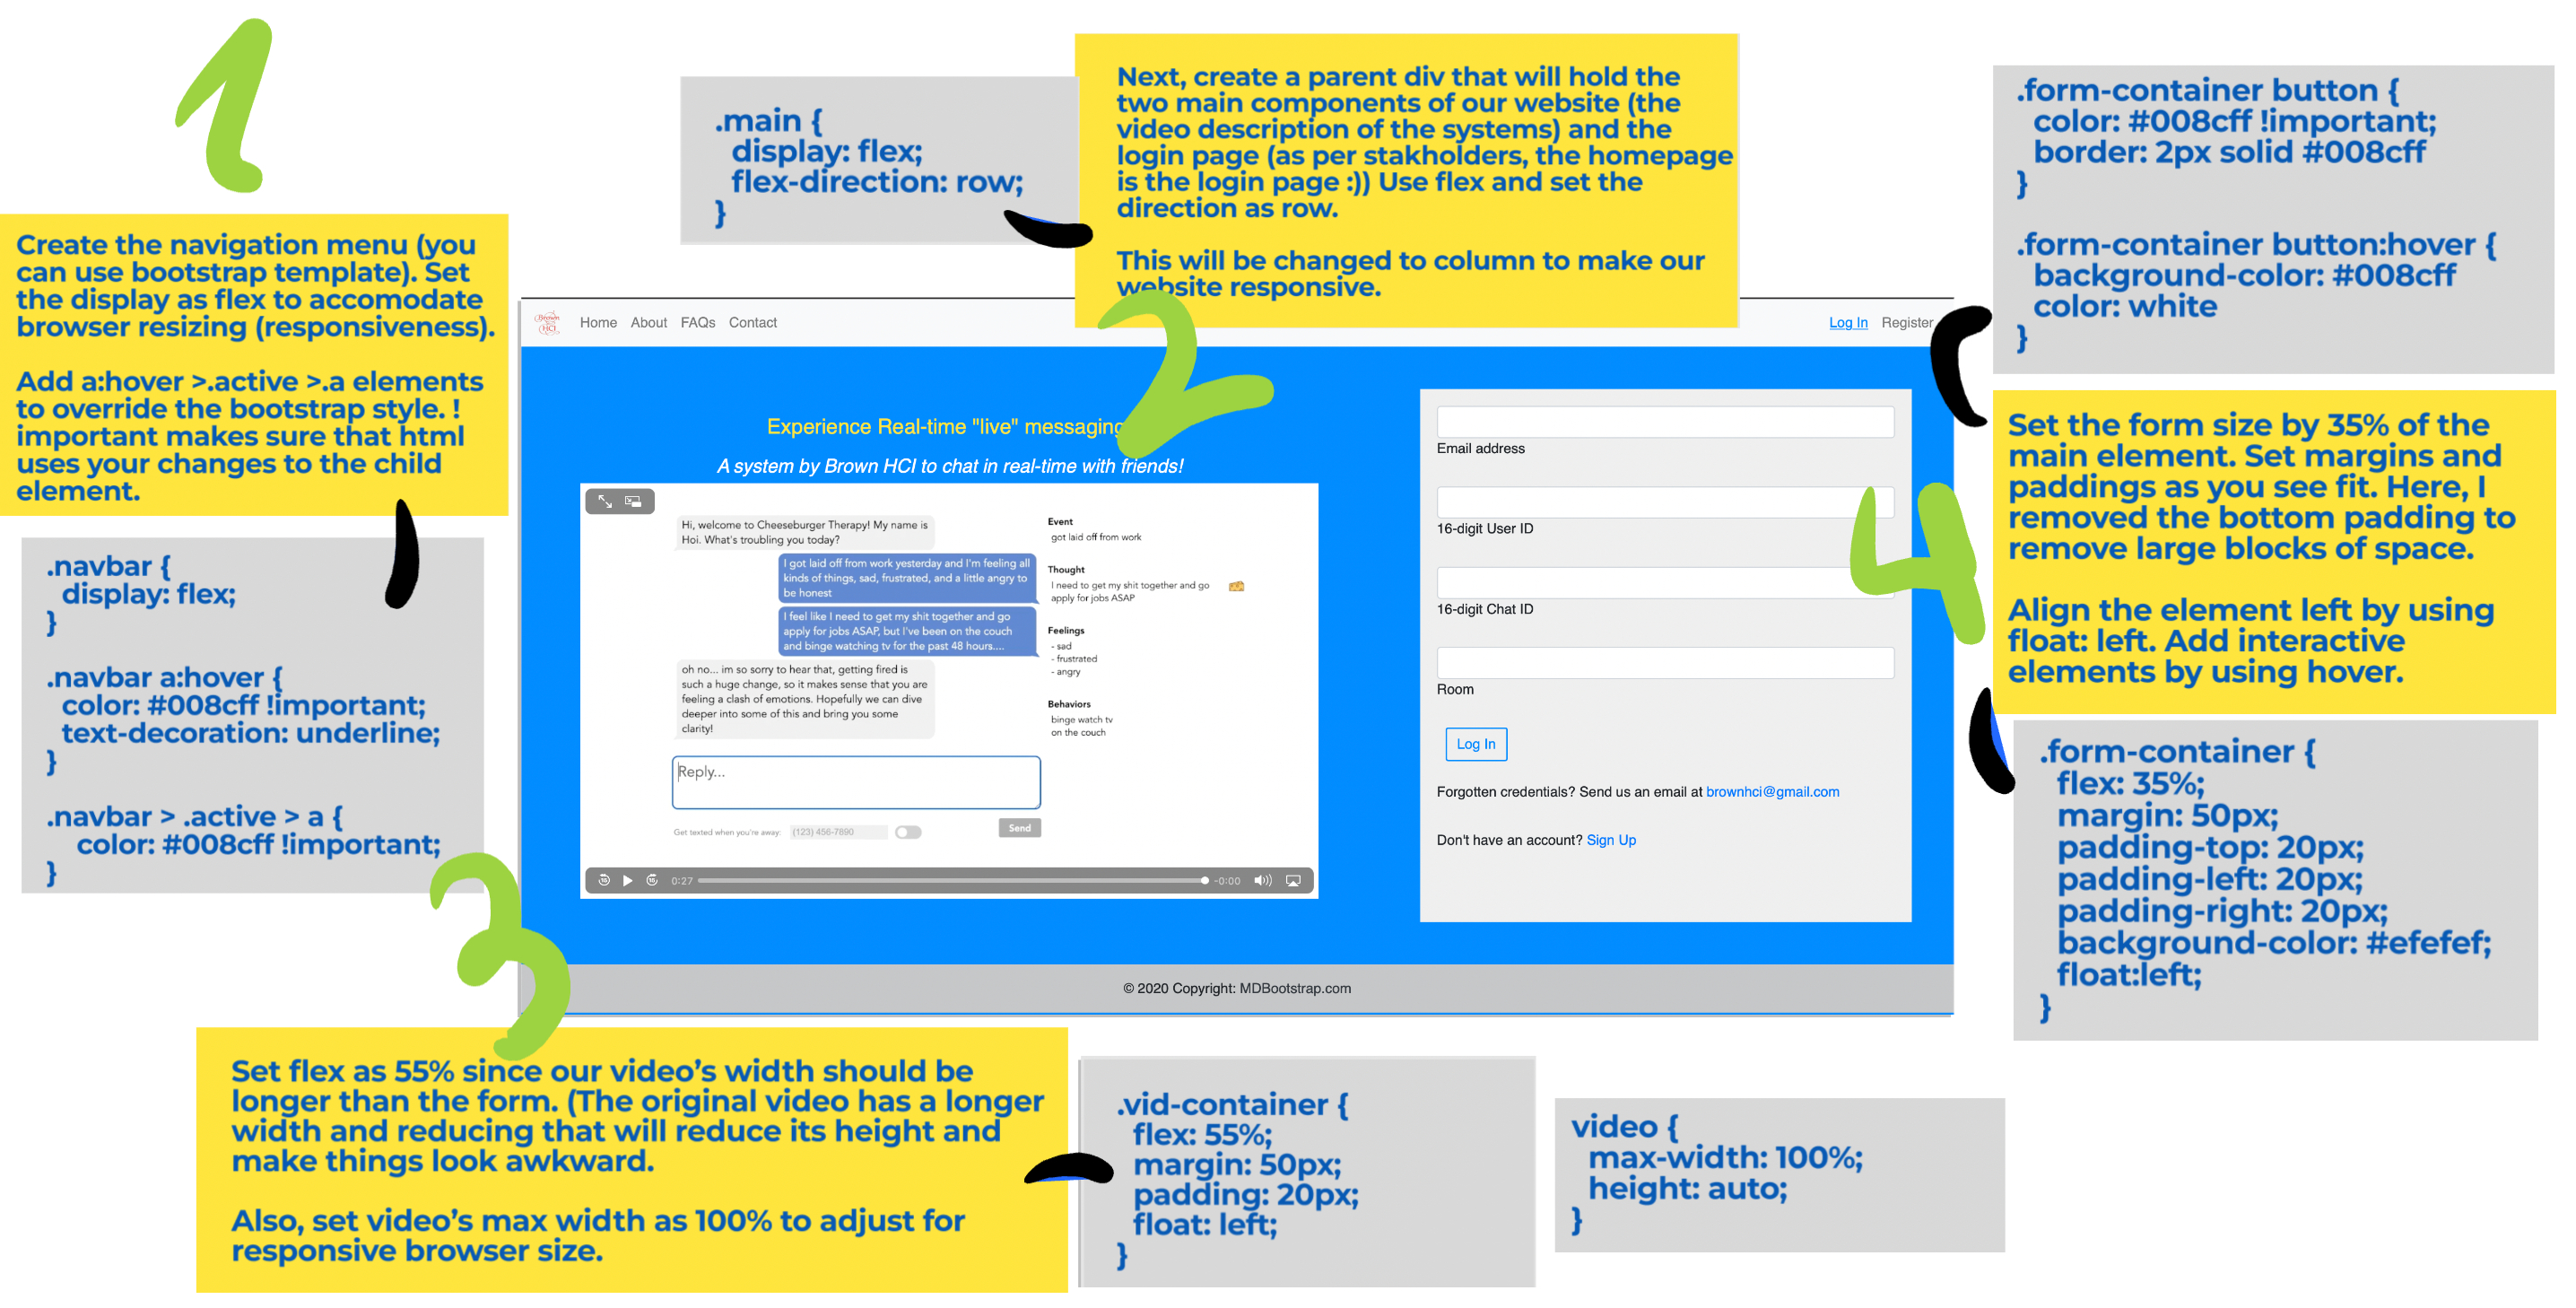 1
Create the navigation menu (you
can use bootstrap template). Set
the display as flex to accomodate
browser resizing (responsiveness).
Add a:hover >.active >.a elements
to override the bootstrap style. !
important makes sure that html
uses your changes to the child
element.
.navbar {
display: flex;
}
.navbar a:hover {
color: #008cff !important;
text-decoration: underline;
}
.navbar > .active > a {
color: #008cff !important;
}
.main {
display: flex;
flex-direction: row;
}
Next, create a parent div that will hold the
two main components of our website (the
video description of the systems) and the
login page (as per stakholders, the homepage
is the login page :)) Use flex and set the
direction as row.
This will be changed to column to make our
website responsive.
2
Brown
HCI
Home About FAQs Contact
Log In Register
Experience Real-time "live" messaging
A system by Brown HCI to chat in real-time with friends!
Hi, welcome to Cheeseburger Therapy! My name is
Hoi. What's troubling you today?
I got laid off from work yesterday and I'm feeling all
kinds of things, sad, frustrated, and a little angry to
be honest
I feel like I need to get my shit together and go
apply for jobs ASAP, but I've been on the couch
and binge watching tv for the past 48 hours....
oh no... im so sorry to hear that, getting fired is
such a huge change, so it makes sense that you are
feeling a clash of emotions. Hopefully we can dive
deeper into some of this and bring you some
clarity!
Reply...
Get texted when you're away: (123) 456-7890
Send
Event
got laid off from work
Thought
I need to get my shit together and go
apply for jobs ASAP
Feelings
- sad
- frustrated
- angry
Behaviors
binge watch tv
on the couch
15 15 0:27 -0:00
Email address
16-digit User ID
16-digit Chat ID
Room
Log In
Forgotten credentials? Send us an email at brownhci@gmail.com
Don't have an account? Sign Up
© 2020 Copyright: MDBootstrap.com
3
Set flex as 55% since our video’s width should be
longer than the form. (The original video has a longer
width and reducing that will reduce its height and
make things look awkward.
Also, set video’s max width as 100% to adjust for
responsive browser size.
.vid-container {
flex: 55%;
margin: 50px;
padding: 20px;
float: left;
}
video {
max-width: 100%;
height: auto;
}
.form-container button {
color: #008cff !important;
border: 2px solid #008cff
}
.form-container button:hover {
background-color: #008cff
color: white
}
4
Set the form size by 35% of the
main element. Set margins and
paddings as you see fit. Here, I
removed the bottom padding to
remove large blocks of space.
Align the element left by using
float: left. Add interactive
elements by using hover.
.form-container {
flex: 35%;
margin: 50px;
padding-top: 20px;
padding-left: 20px;
padding-right: 20px;
background-color: #efefef;
float:left;
}